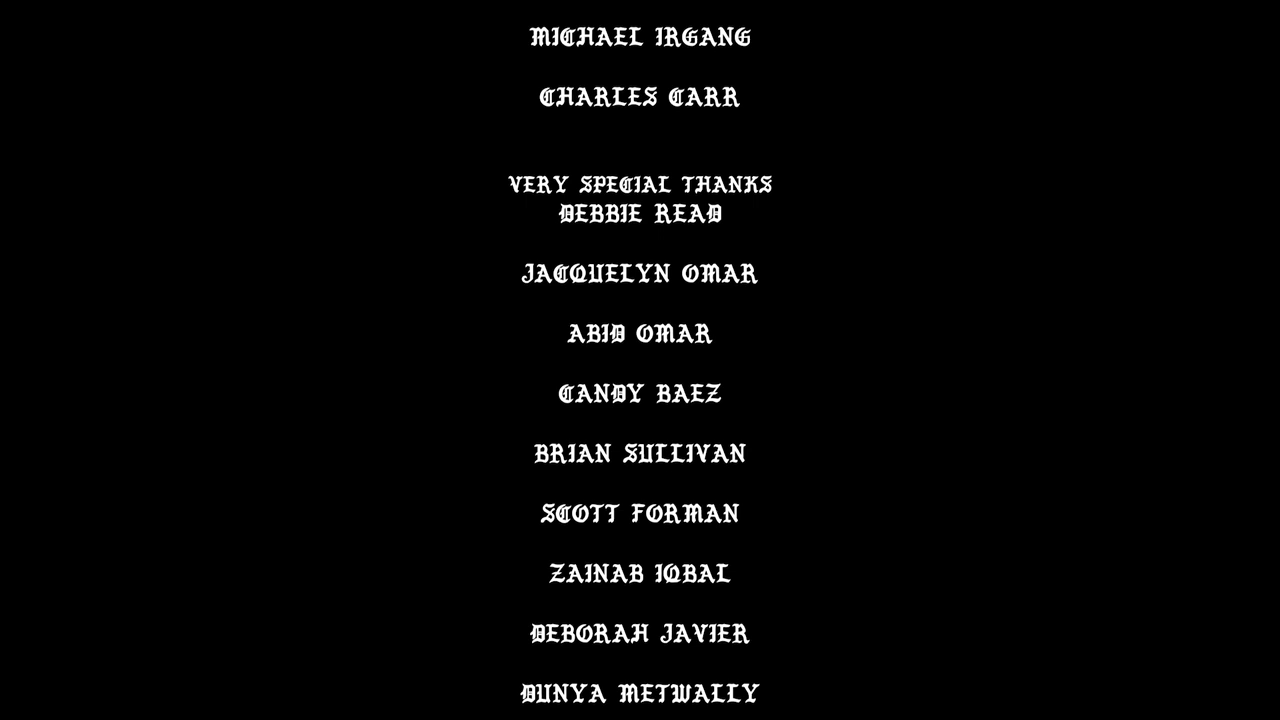 MICHAEL IRGANG
CHARLES CARR
VERY SPECIAL THANKS
DEBBIE READ
JACQUELYN OMAR
ABID OMAR
CANDY BAEZ
BRIAN SULLIVAN
SCOTT FORMAN
ZAINAB IQBAL
DEBORAH JAVIER
DUNYA METWALLY